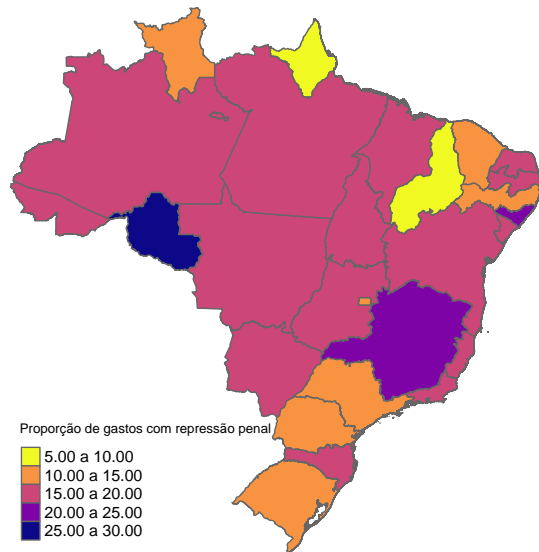 Proporção de gastos com repressão penal
5.00 a 10.00
10.00 a 15.00
15.00 a 20.00
20.00 a 25.00
25.00 a 30.00